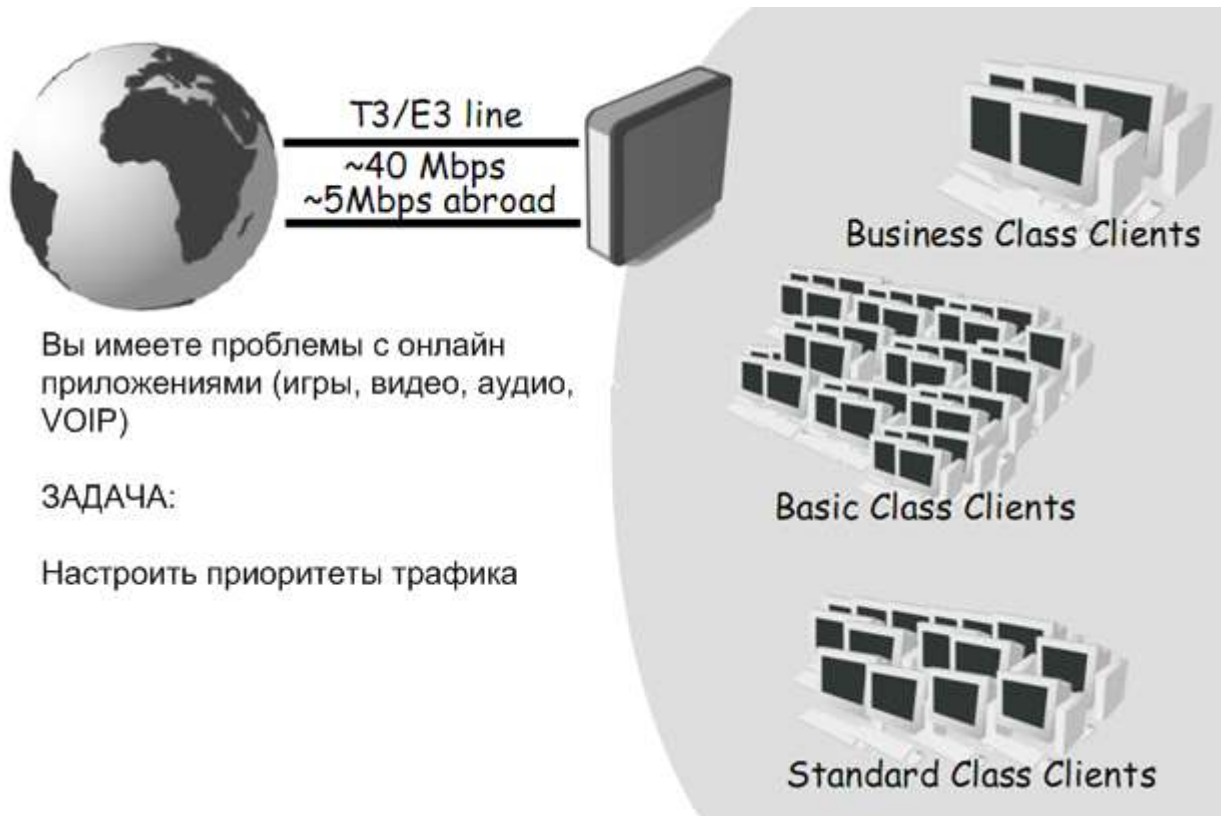 T3/E3 line
~40 Mbps
~5Mbps abroad
Вы имеете проблемы с онлайн
приложениями (игры, видео, аудио,
VOIP)
ЗАДАЧА:
Настроить приоритеты трафика
Business Class Clients
Basic Class Clients
Standard Class Clients